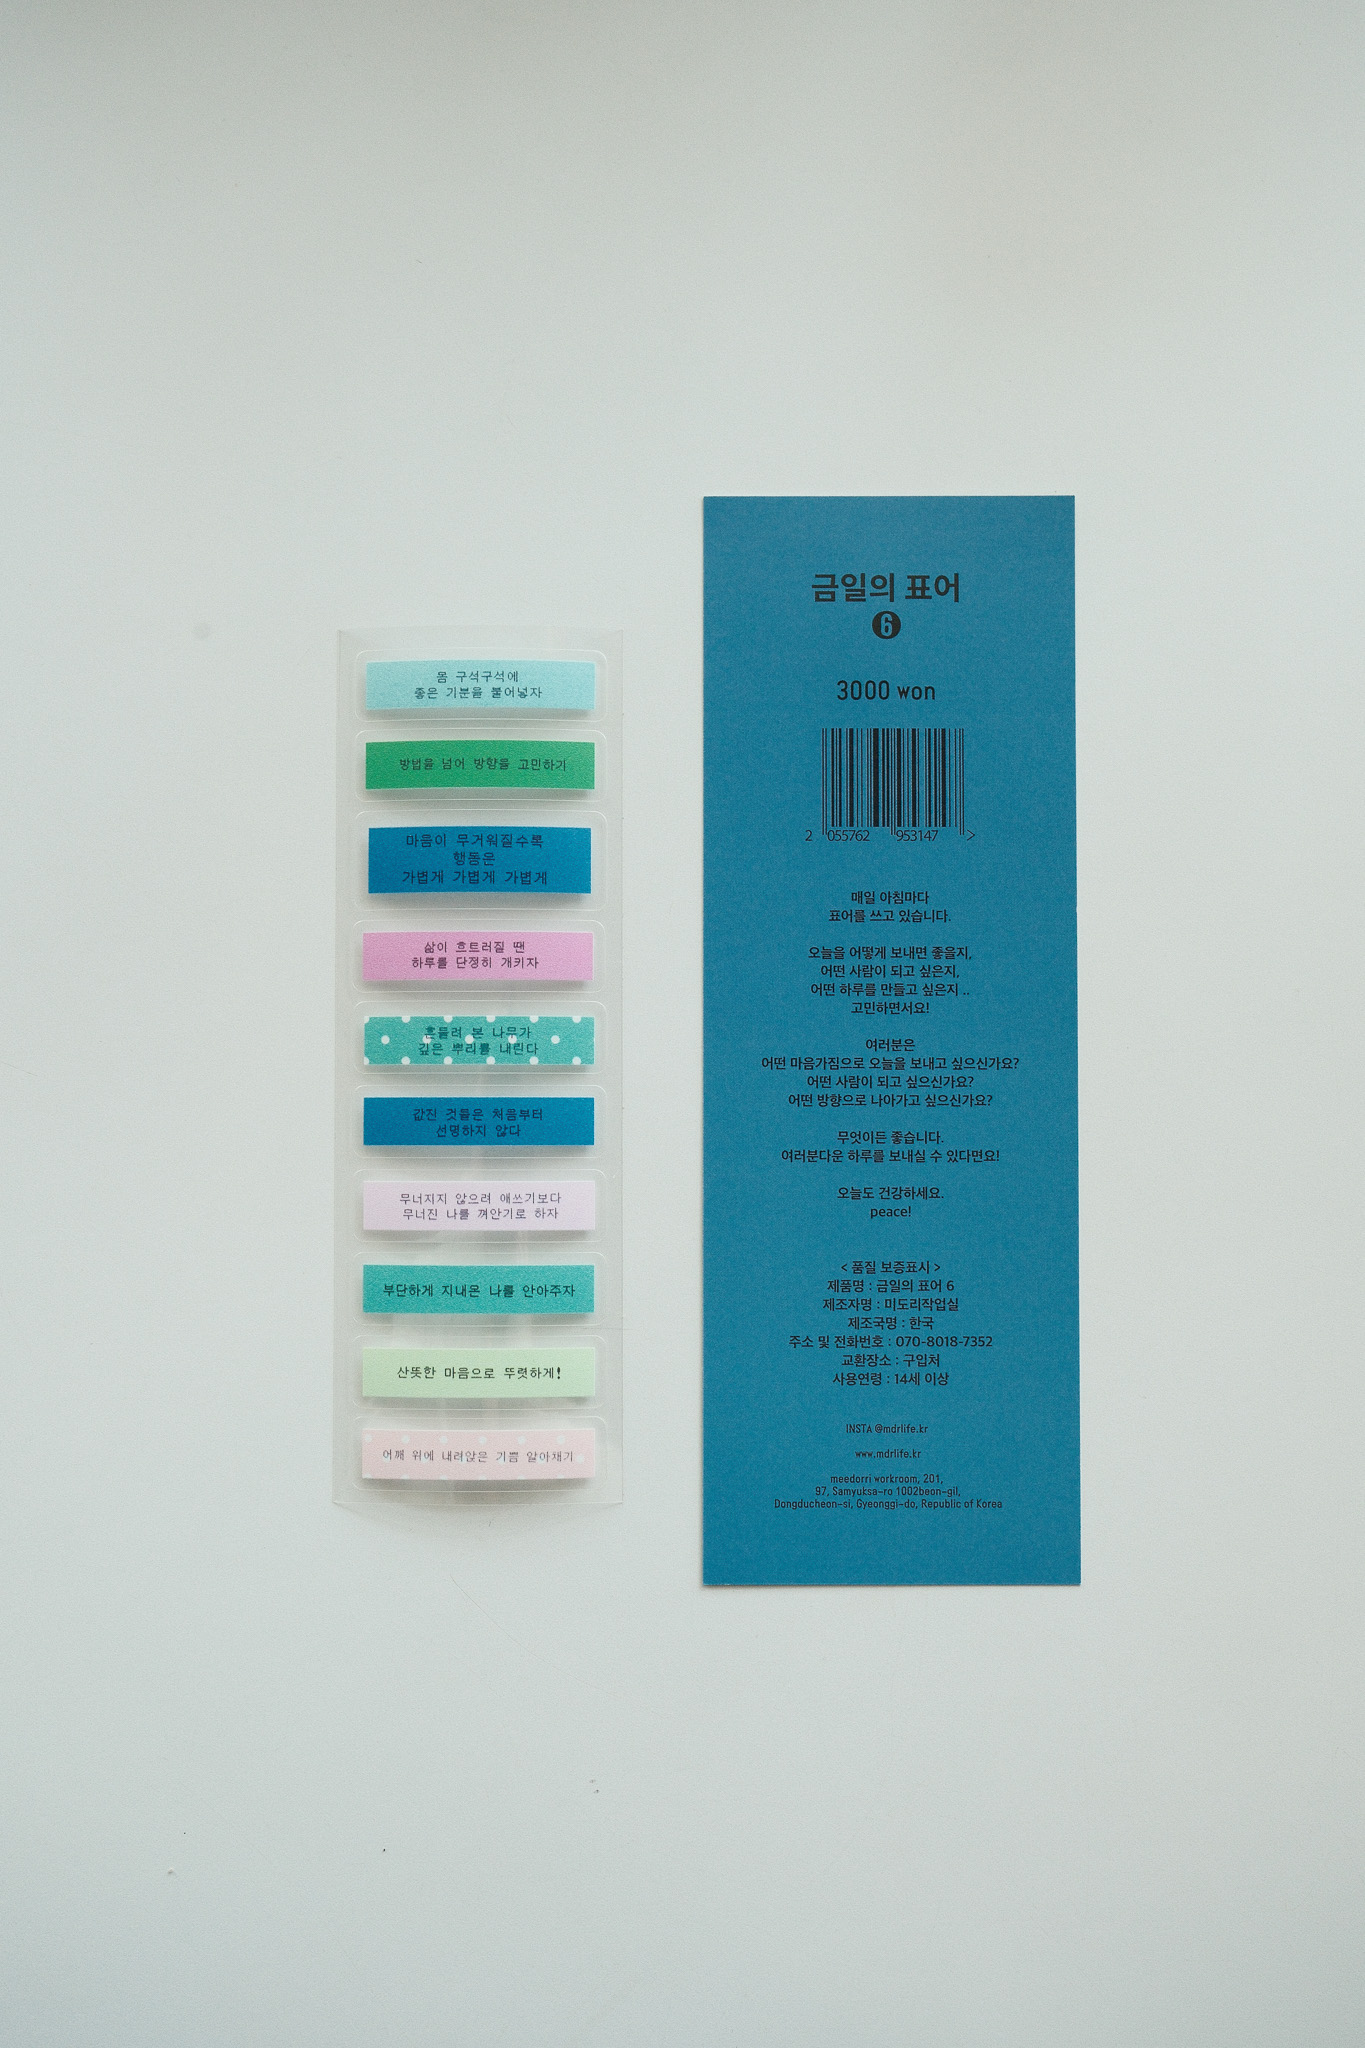 몸 구석구석에
좋은 기분을 불어넣자
방법을 넘어 방향을 고민하기
마음이 무거워질수록
행동은
가볍게 가볍게 가볍게
삶이 흐트러질 땐
하루를 단정히 개키자
흔들려 본 나무가
깊은 뿌리를 내린다
값진 것들은 처음부터
선명하지 않다
무너지지 않으려 애쓰기보다
무너진 나를 껴안기로 하자
부단하게 지내온 나를 안아주자
산뜻한 마음으로 뚜렷하게!
어깨 위에 내려앉은 기쁨 알아채기
금일의 표어
6
3000 won
2 055762 953147 >
매일 아침마다
표어를 쓰고 있습니다.
오늘을 어떻게 보내면 좋을지,
어떤 사람이 되고 싶은지,
어떤 하루를 만들고 싶은지 ..
고민하면서요!
여러분은
어떤 마음가짐으로 오늘을 보내고 싶으신가요?
어떤 사람이 되고 싶으신가요?
어떤 방향으로 나아가고 싶으신가요?
무엇이든 좋습니다.
여러분다운 하루를 보내실 수 있다면요!
오늘도 건강하세요.
peace!
< 품질 보증표시 >
제품명 : 금일의 표어 6
제조자명 : 미도리작업실
제조국명 : 한국
주소 및 전화번호 : 070-8018-7352
교환장소 : 구입처
사용연령 : 14세 이상
INSTA @mdrlife.kr
www.mdrlife.kr
meedorri workroom, 201,
97, Samyuksa-ro 1002beon-gil,
Dongducheon-si, Gyeonggi-do, Republic of Korea